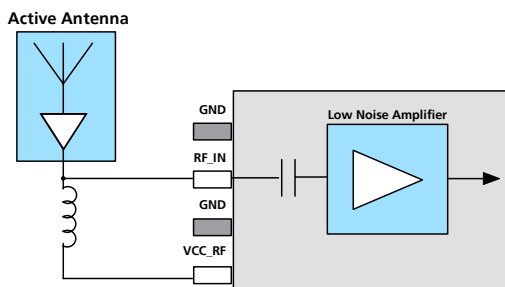 Active Antenna
GND
Low Noise Amplifier
RF_IN
GND
VCC_RF